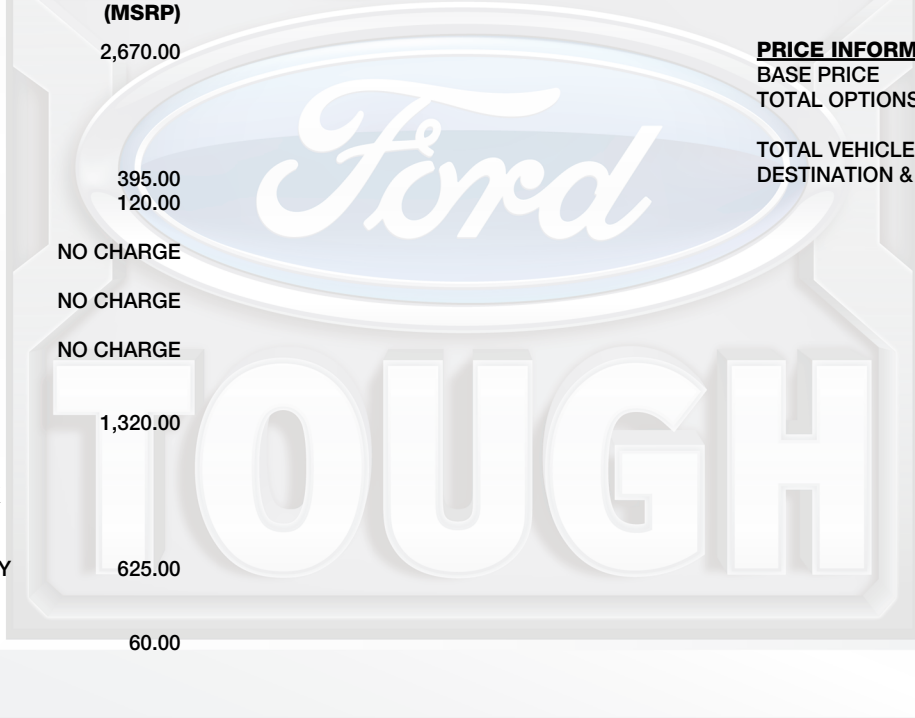 (MSRP)
2,670.00
395.00
120.00
NO CHARGE
NO CHARGE
NO CHARGE
1,320.00
Y 625.00
60.00
PRICE INFORM
BASE PRICE
TOTAL OPTIONS
TOTAL VEHICLE
DESTINATION &
Ford
TOUGH